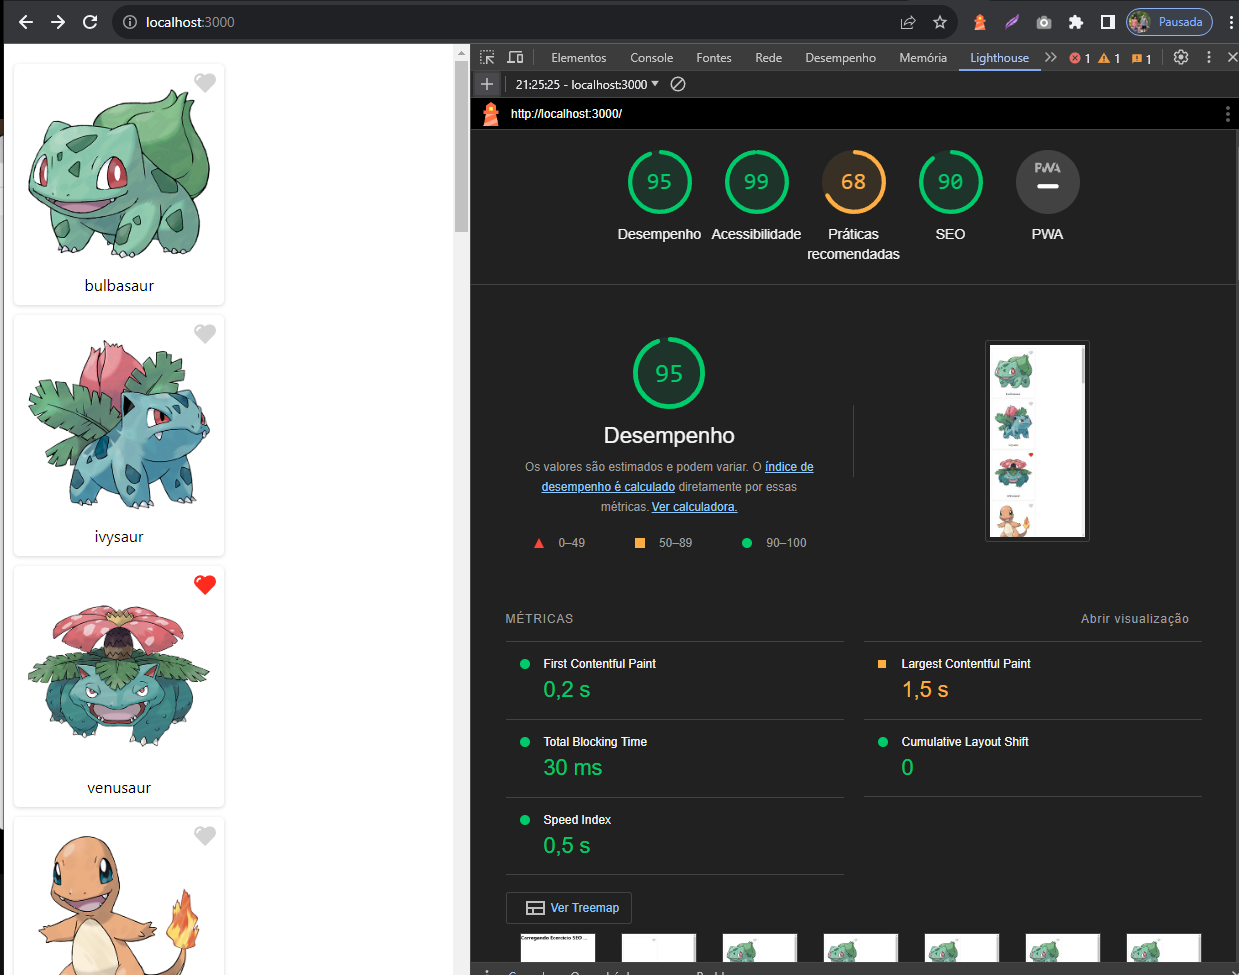 localhost:3000
Pausada
bulbasaur
ivysaur
venusaur
Elementos Console Fontes Rede Desempenho Memória Lighthouse 1 1 1
21:25:25 - localhost:3000
http://localhost:3000/
95 99 68 90 PWA
Desempenho Acessibilidade Práticas recomendadas SEO PWA
95
Desempenho
Os valores são estimados e podem variar. O índice de
desempenho é calculado diretamente por essas
métricas. Ver calculadora.
0–49 50–89 90–100
MÉTRICAS Abrir visualização
First Contentful Paint
0,2 s
Largest Contentful Paint
1,5 s
Total Blocking Time
30 ms
Cumulative Layout Shift
0
Speed Index
0,5 s
Ver Treemap
Carregando Exercício SEO ...